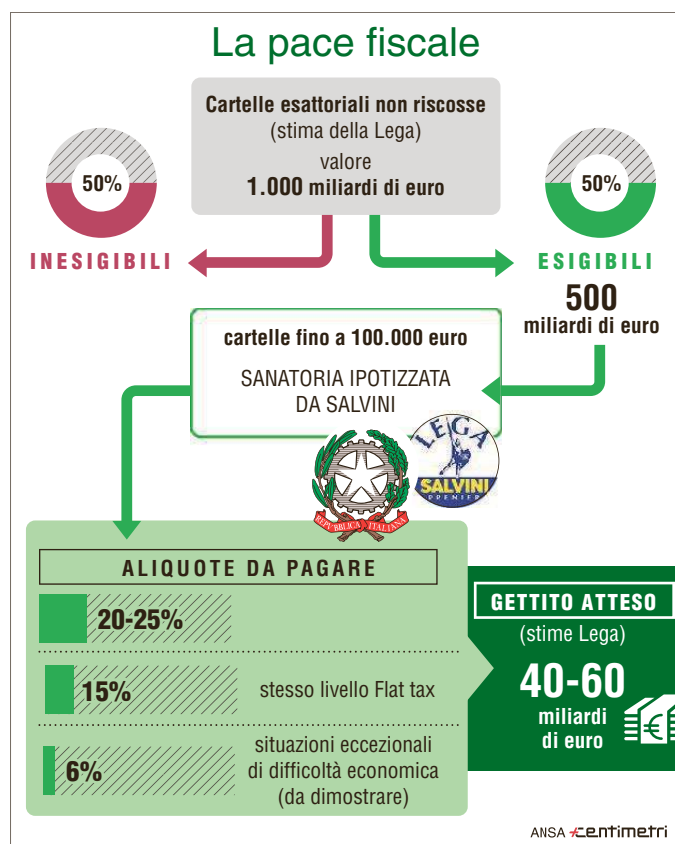 La pace fiscale
Cartelle esattoriali non riscosse
(stima della Lega)
valore
1.000 miliardi di euro
50%
INESIGIBILI
50%
ESIGIBILI
500
miliardi di euro
cartelle fino a 100.000 euro
SANATORIA IPOTIZZATA
DA SALVINI
REPVBBLICA ITALIANA
LEGA
SALVINI
PREMIER
ALIQUOTE DA PAGARE
20-25%
15%
stesso livello Flat tax
6%
situazioni eccezionali
di difficoltà economica
(da dimostrare)
GETTITO ATTESO
(stime Lega)
40-60
miliardi
di euro
€
ANSA centimetri